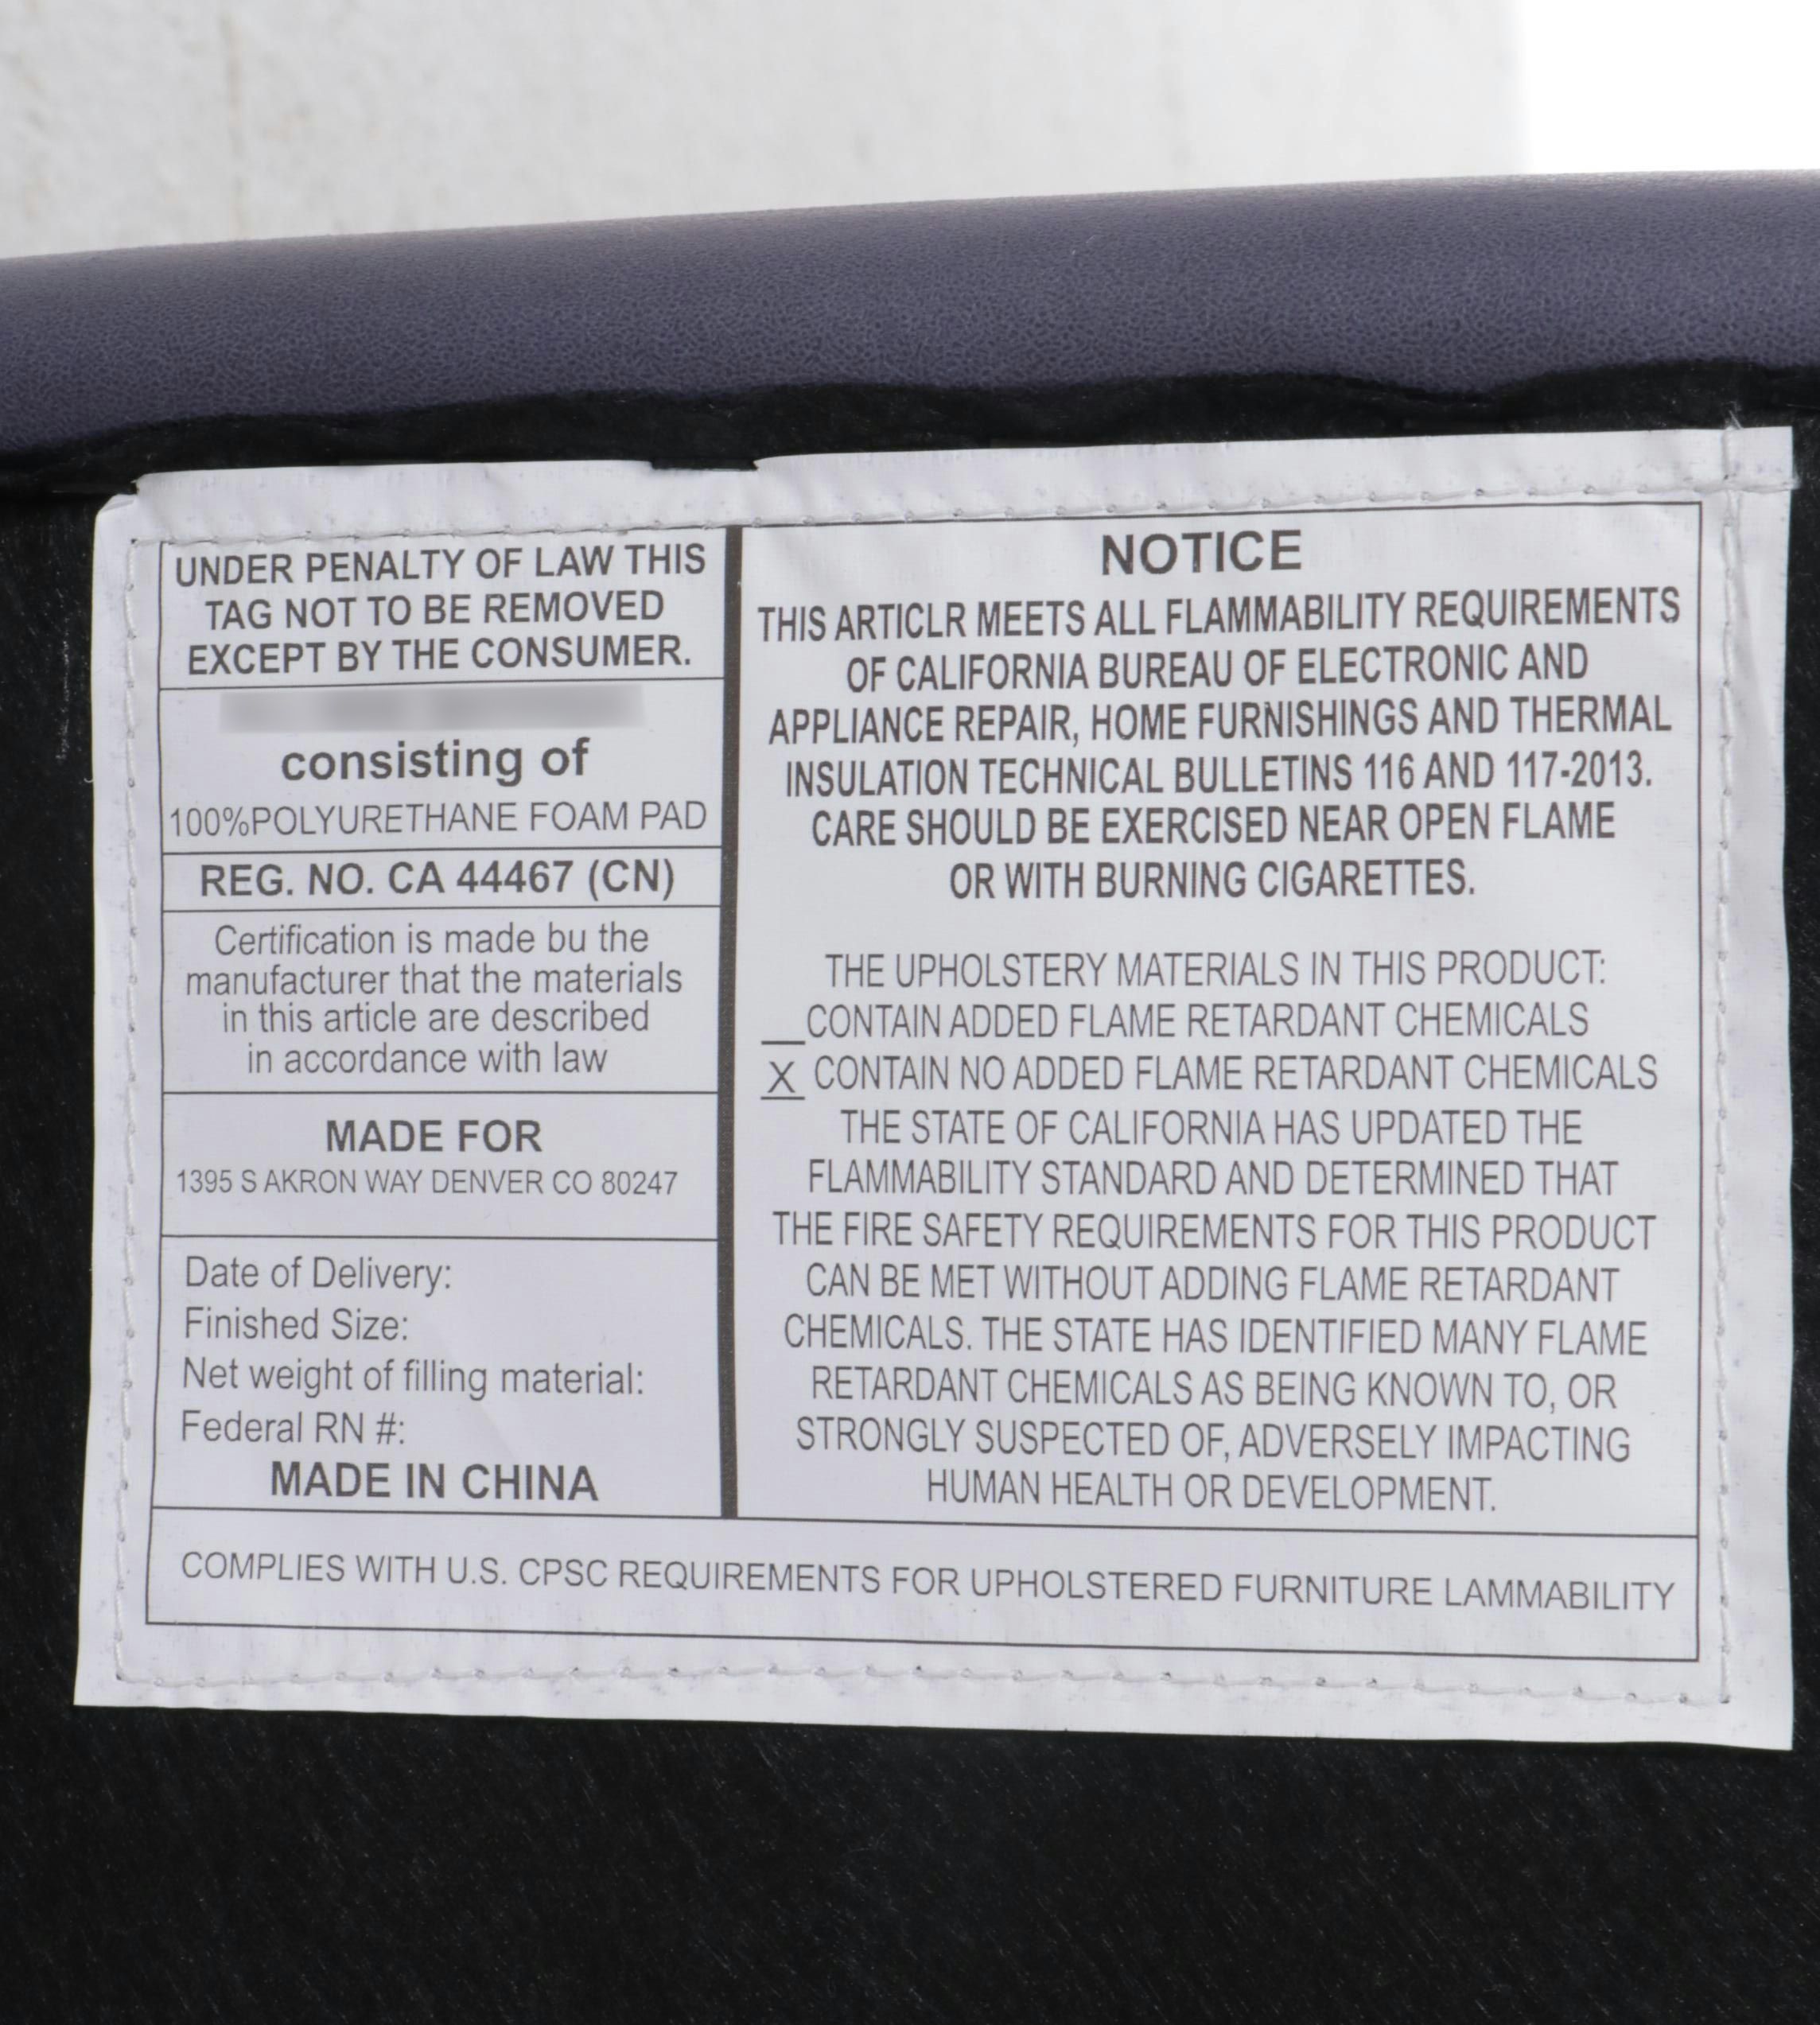 UNDER PENALTY OF LAW THIS
TAG NOT TO BE REMOVED
EXCEPT BY THE CONSUMER.
consisting of
100%POLYURETHANE FOAM PAD
REG. NO. CA 44467 (CN)
Certification is made bu the
manufacturer that the materials
in this article are described
in accordance with law
MADE FOR
1395 S AKRON WAY DENVER CO 80247
Date of Delivery:
Finished Size:
Net weight of filling material:
Federal RN #:
MADE IN CHINA
NOTICE
THIS ARTICLR MEETS ALL FLAMMABILITY REQUIREMENTS
OF CALIFORNIA BUREAU OF ELECTRONIC AND
APPLIANCE REPAIR, HOME FURNISHINGS AND THERMAL
INSULATION TECHNICAL BULLETINS 116 AND 117-2013.
CARE SHOULD BE EXERCISED NEAR OPEN FLAME
OR WITH BURNING CIGARETTES.
THE UPHOLSTERY MATERIALS IN THIS PRODUCT:
__CONTAIN ADDED FLAME RETARDANT CHEMICALS
X CONTAIN NO ADDED FLAME RETARDANT CHEMICALS
THE STATE OF CALIFORNIA HAS UPDATED THE
FLAMMABILITY STANDARD AND DETERMINED THAT
THE FIRE SAFETY REQUIREMENTS FOR THIS PRODUCT
CAN BE MET WITHOUT ADDING FLAME RETARDANT
CHEMICALS. THE STATE HAS IDENTIFIED MANY FLAME
RETARDANT CHEMICALS AS BEING KNOWN TO, OR
STRONGLY SUSPECTED OF, ADVERSELY IMPACTING
HUMAN HEALTH OR DEVELOPMENT.
COMPLIES WITH U.S. CPSC REQUIREMENTS FOR UPHOLSTERED FURNITURE LAMMABILITY